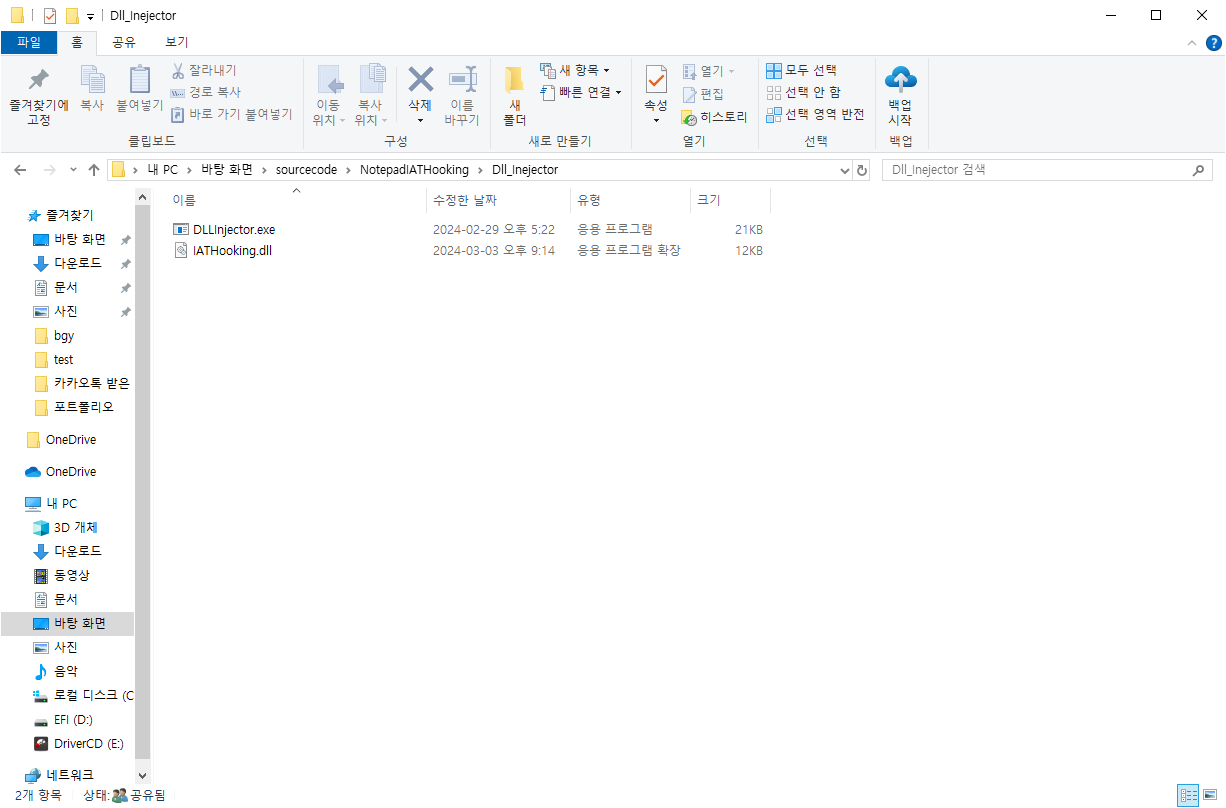 Dll_Inejector
파일 홈 공유 보기
즐겨찾기에 고정
복사
붙여넣기
잘라내기
경로 복사
바로 가기 붙여넣기
클립보드
이동 위치
복사 위치
삭제
이름 바꾸기
구성
새 폴더
새 항목
빠른 연결
새로 만들기
속성
열기
편집
히스토리
열기
모두 선택
선택 안 함
선택 영역 반전
선택
백업 시작
백업
내 PC > 바탕 화면 > sourcecode > NotepadIATHooking > Dll_Inejector
Dll_Inejector 검색
이름 수정한 날짜 유형 크기
DLLInjector.exe 2024-02-29 오후 5:22 응용 프로그램 21KB
IATHooking.dll 2024-03-03 오후 9:14 응용 프로그램 확장 12KB
즐겨찾기
바탕 화면
다운로드
문서
사진
bgy
test
카카오톡 받은
포트폴리오
OneDrive
OneDrive
내 PC
3D 개체
다운로드
동영상
문서
바탕 화면
사진
음악
로컬 디스크 (C
EFI (D:)
DriverCD (E:)
네트워크
2개 항목 상태: 공유됨